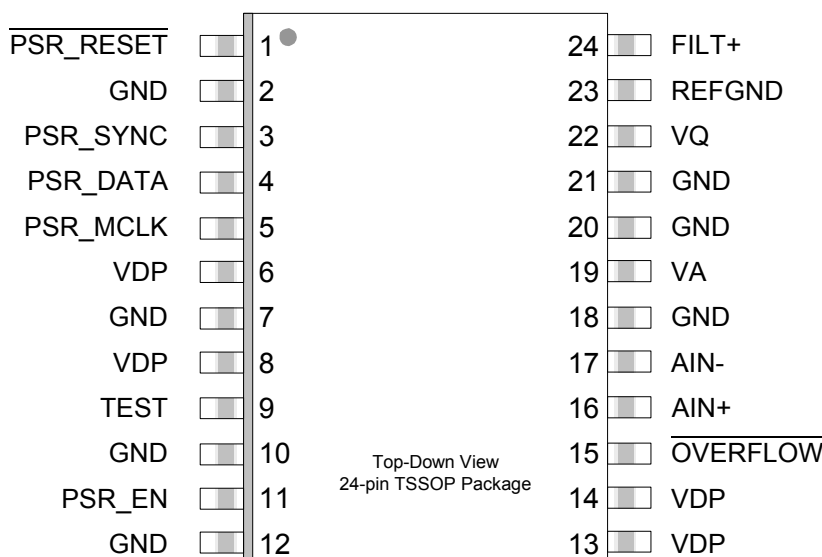 PSR_RESET 1 24 FILT+
GND 2 23 REFGND
PSR_SYNC 3 22 VQ
PSR_DATA 4 21 GND
PSR_MCLK 5 20 GND
VDP 6 19 VA
GND 7 18 GND
VDP 8 17 AIN-
TEST 9 16 AIN+
GND 10 15 OVERFLOW
Top-Down View
PSR_EN 11 14 VDP
24-pin TSSOP Package
GND 12 13 VDP